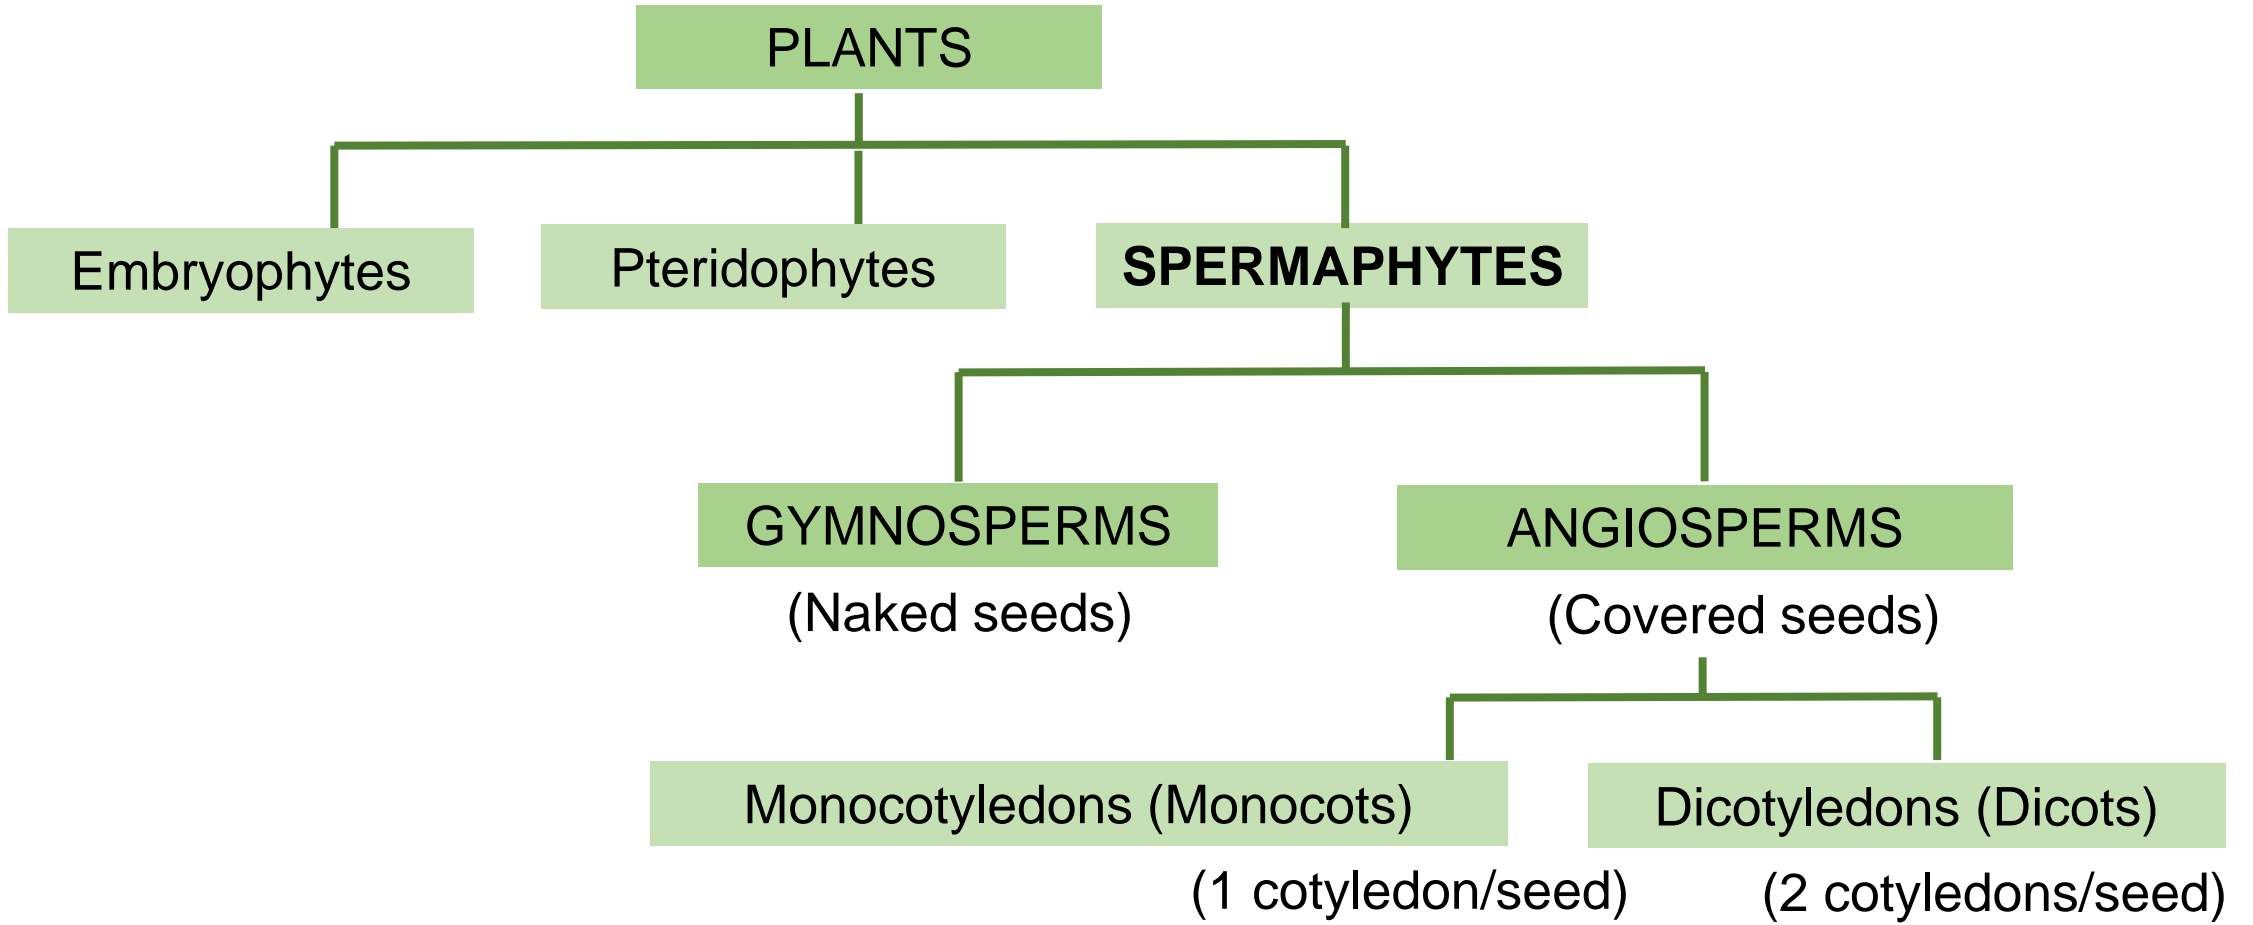 PLANTS
Embryophytes
Pteridophytes
SPERMAPHYTES
GYMNOSPERMS
ANGIOSPERMS
(Naked seeds)
(Covered seeds)
Monocotyledons (Monocots)
Dicotyledons (Dicots)
(1 cotyledon/seed)
(2 cotyledons/seed)